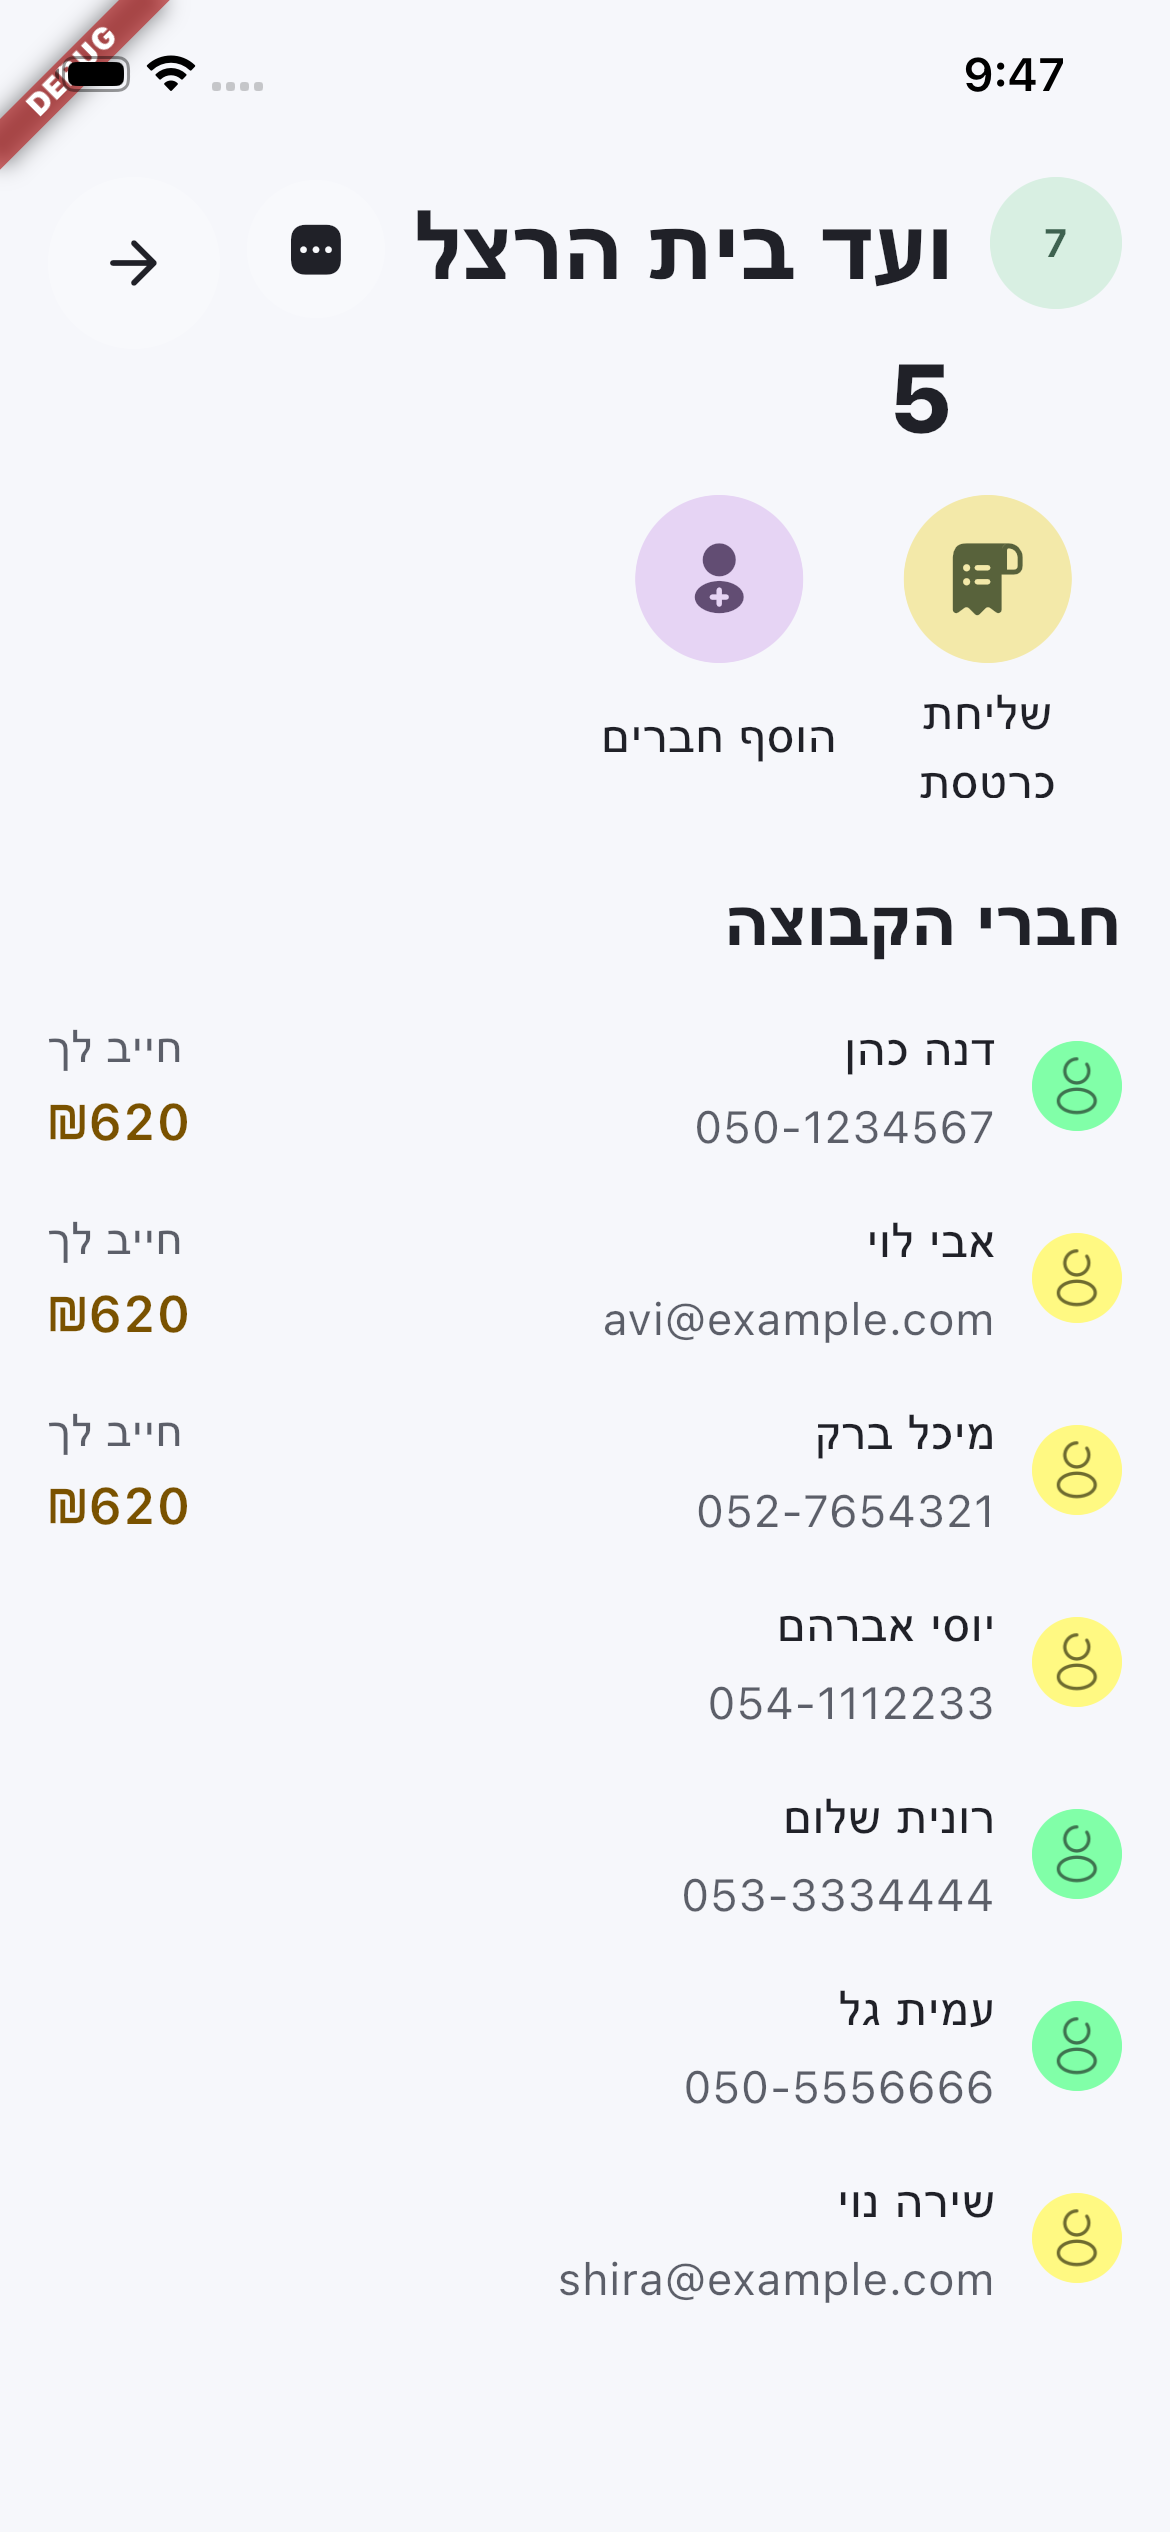 DEBUG
9:47
7
ועד בית הרצל
5
שליחת
כרטסת
הוסף חברים
חברי הקבוצה
דנה כהן
חייב לך
050-1234567
₪620
אבי לוי
חייב לך
avi@example.com
₪620
מיכל ברק
חייב לך
052-7654321
₪620
יוסי אברהם
054-1112233
רונית שלום
053-3334444
עמית גל
050-5556666
שירה נוי
shira@example.com